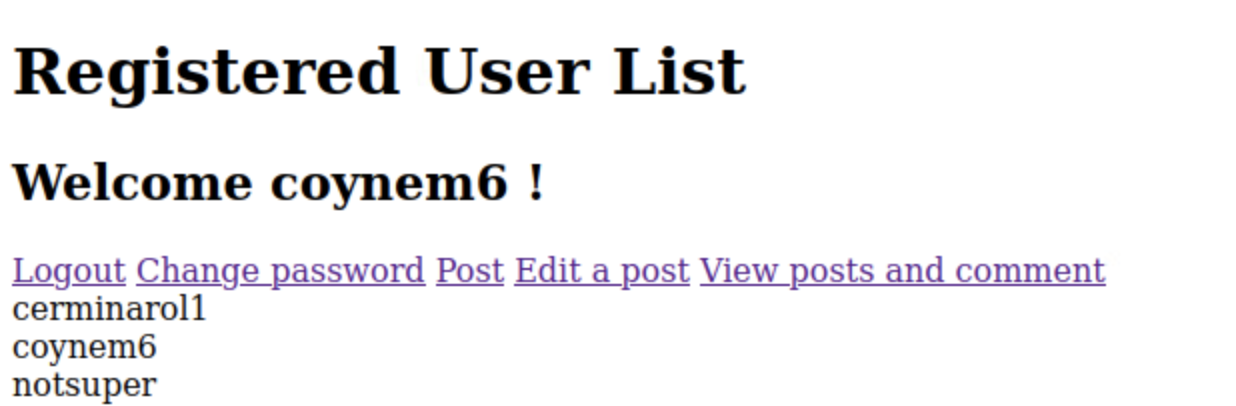 Registered User List
Welcome coynem6 !
Logout Change password Post Edit a post View posts and comment
cerminarol1
coynem6
notsuper